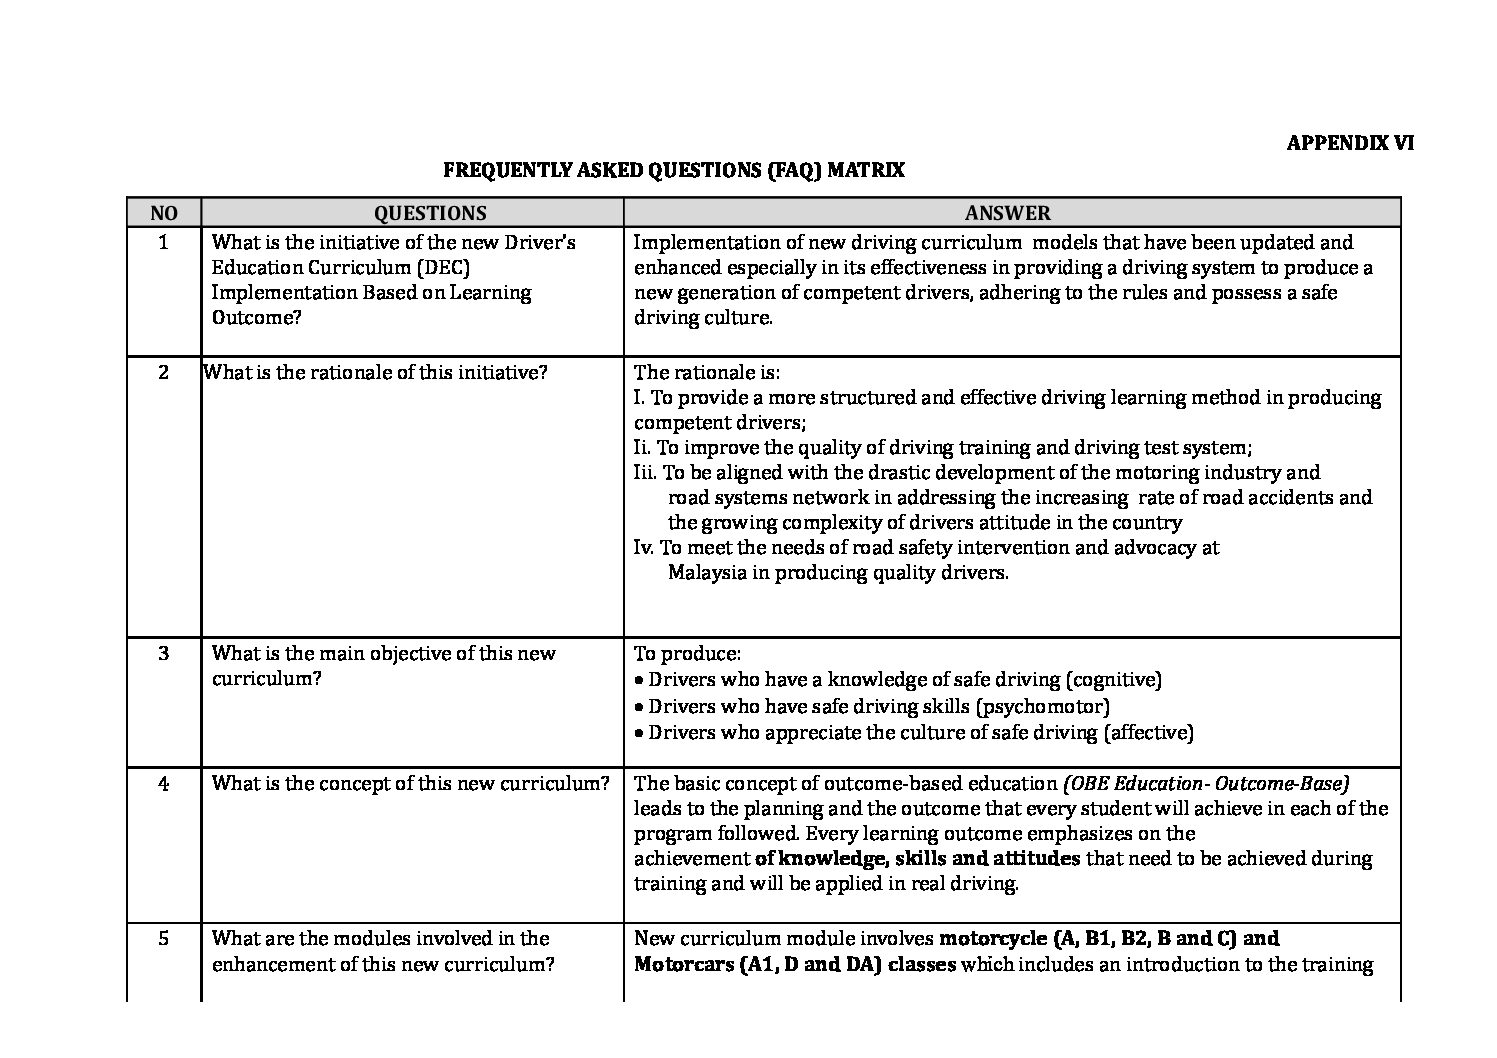 APPENDIX VI
FREQUENTLY ASKED QUESTIONS (FAQ) MATRIX
NO QUESTIONS ANSWER
1
What is the initiative of the new Driver's
Education Curriculum (DEC)
Implementation Based on Learning
Outcome?
Implementation of new driving curriculum models that have been updated and
enhanced especially in its effectiveness in providing a driving system to produce a
new generation of competent drivers, adhering to the rules and possess a safe
driving culture.
2
What is the rationale of this initiative?
The rationale is:
I. To provide a more structured and effective driving learning method in producing
competent drivers;
Ii. To improve the quality of driving training and driving test system;
Iii. To be aligned with the drastic development of the motoring industry and
road systems network in addressing the increasing rate of road accidents and
the growing complexity of drivers attitude in the country
Iv. To meet the needs of road safety intervention and advocacy at
Malaysia in producing quality drivers.
3
What is the main objective of this new
curriculum?
To produce:
• Drivers who have a knowledge of safe driving (cognitive)
• Drivers who have safe driving skills (psychomotor)
• Drivers who appreciate the culture of safe driving (affective)
4
What is the concept of this new curriculum?
The basic concept of outcome-based education (OBE Education- Outcome-Base)
leads to the planning and the outcome that every student will achieve in each of the
program followed. Every learning outcome emphasizes on the
achievement of knowledge, skills and attitudes that need to be achieved during
training and will be applied in real driving.
5
What are the modules involved in the
enhancement of this new curriculum?
New curriculum module involves motorcycle (A, B1, B2, B and C) and
Motorcars (A1, D and DA) classes which includes an introduction to the training